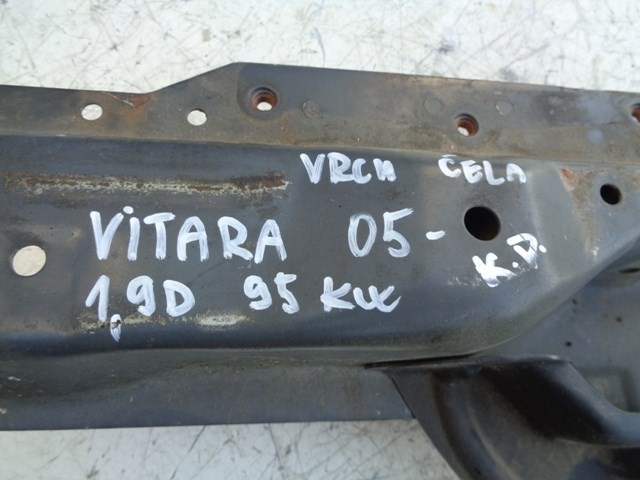 VRCH ČELA
VITARA 05-
K.D.
1,9D 95 KW